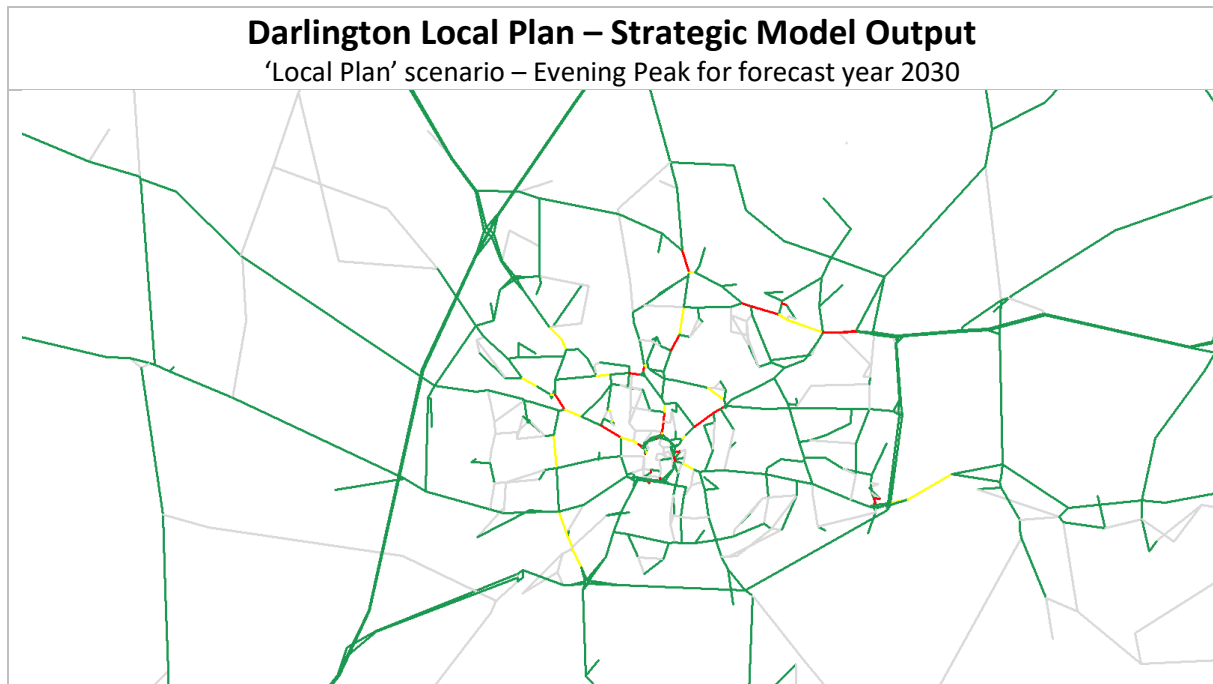 Darlington Local Plan – Strategic Model Output
‘Local Plan’ scenario – Evening Peak for forecast year 2030